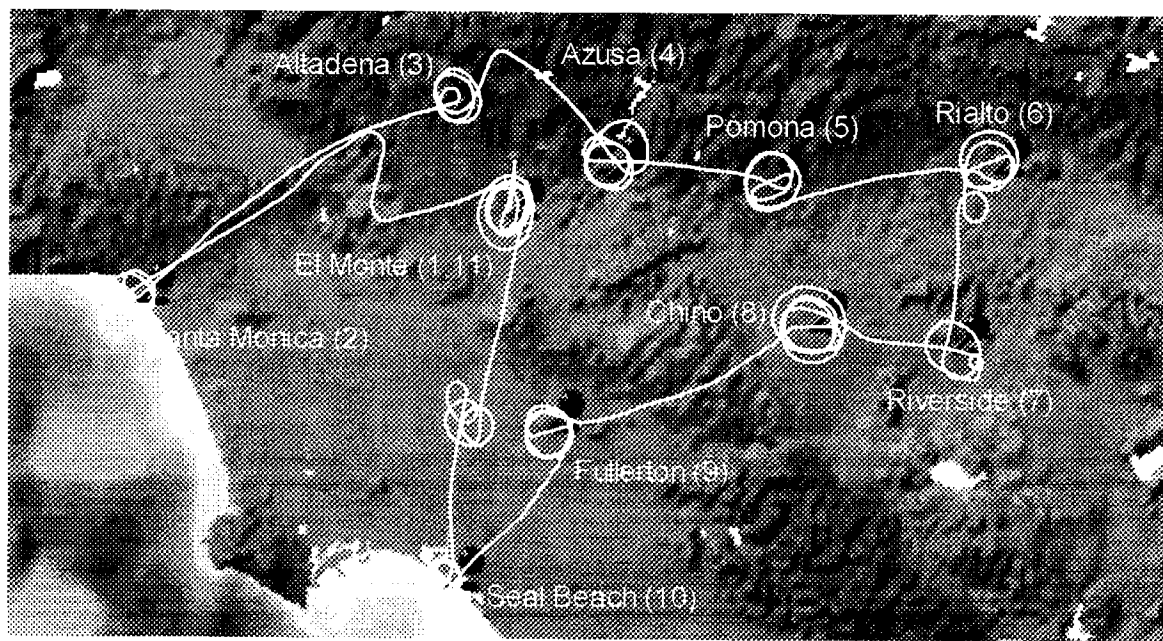 Altadena (3)
Azusa (4)
Pomona (5)
Rialto (6)
El Monte (1,11)
Chino (8)
Santa Monica (2)
Riverside (7)
Fullerton (9)
Seal Beach (10)